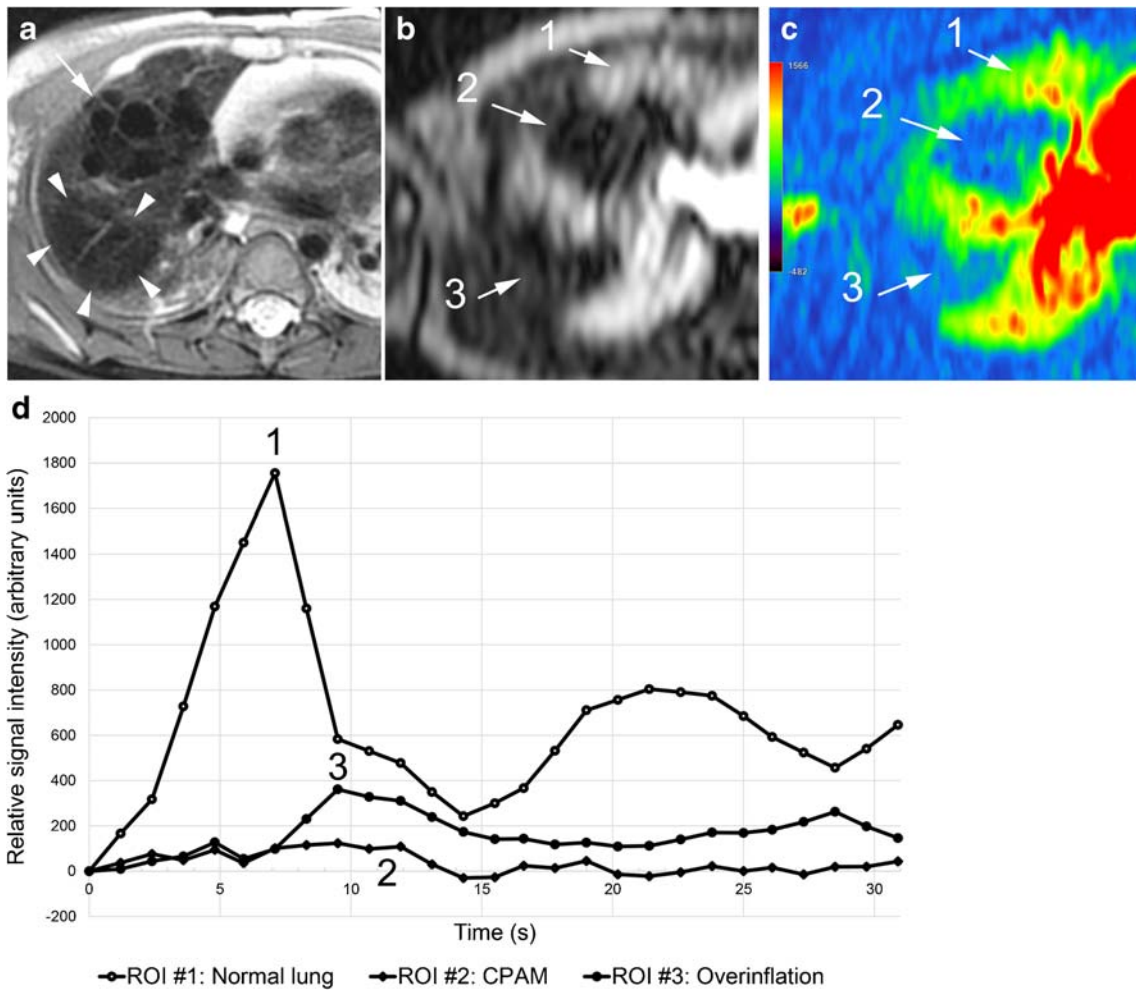 a
b
1
2
3
c
1566
-482
1
2
3
d
Relative signal intensity (arbitrary units)
2000
1800
1600
1400
1200
1000
800
600
400
200
0
-200
1
3
2
0 5 10 15 20 25 30
Time (s)
ROI #1: Normal lung ROI #2: CPAM ROI #3: Overinflation